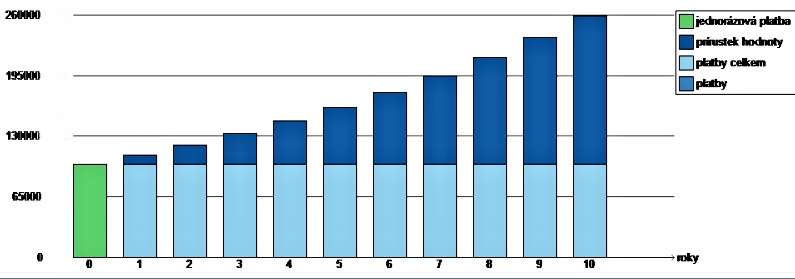 260000
195000
130000
65000
0
0 1 2 3 4 5 6 7 8 9 10
roky
jednorázová platba
prírustek hodnoty
platby celkem
platby